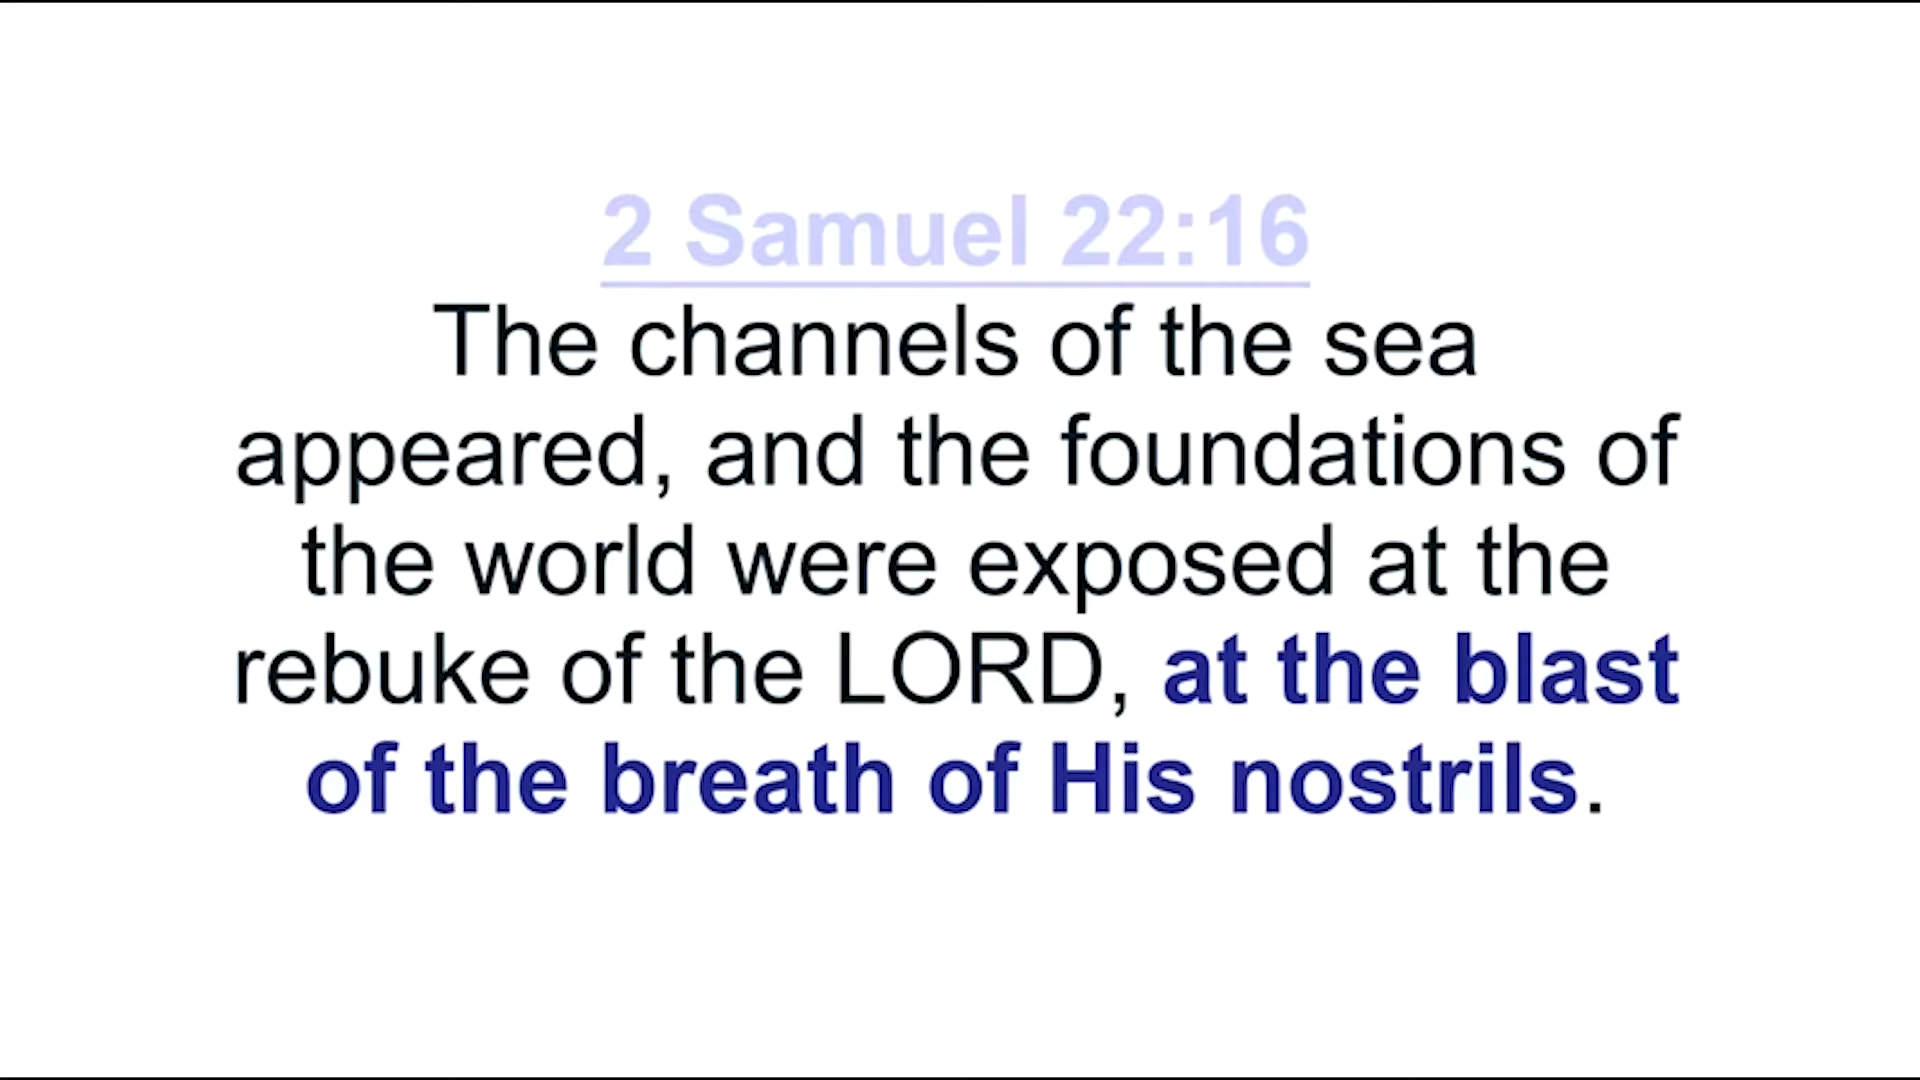 2 Samuel 22:16
The channels of the sea
appeared, and the foundations of
the world were exposed at the
rebuke of the LORD, at the blast
of the breath of His nostrils.